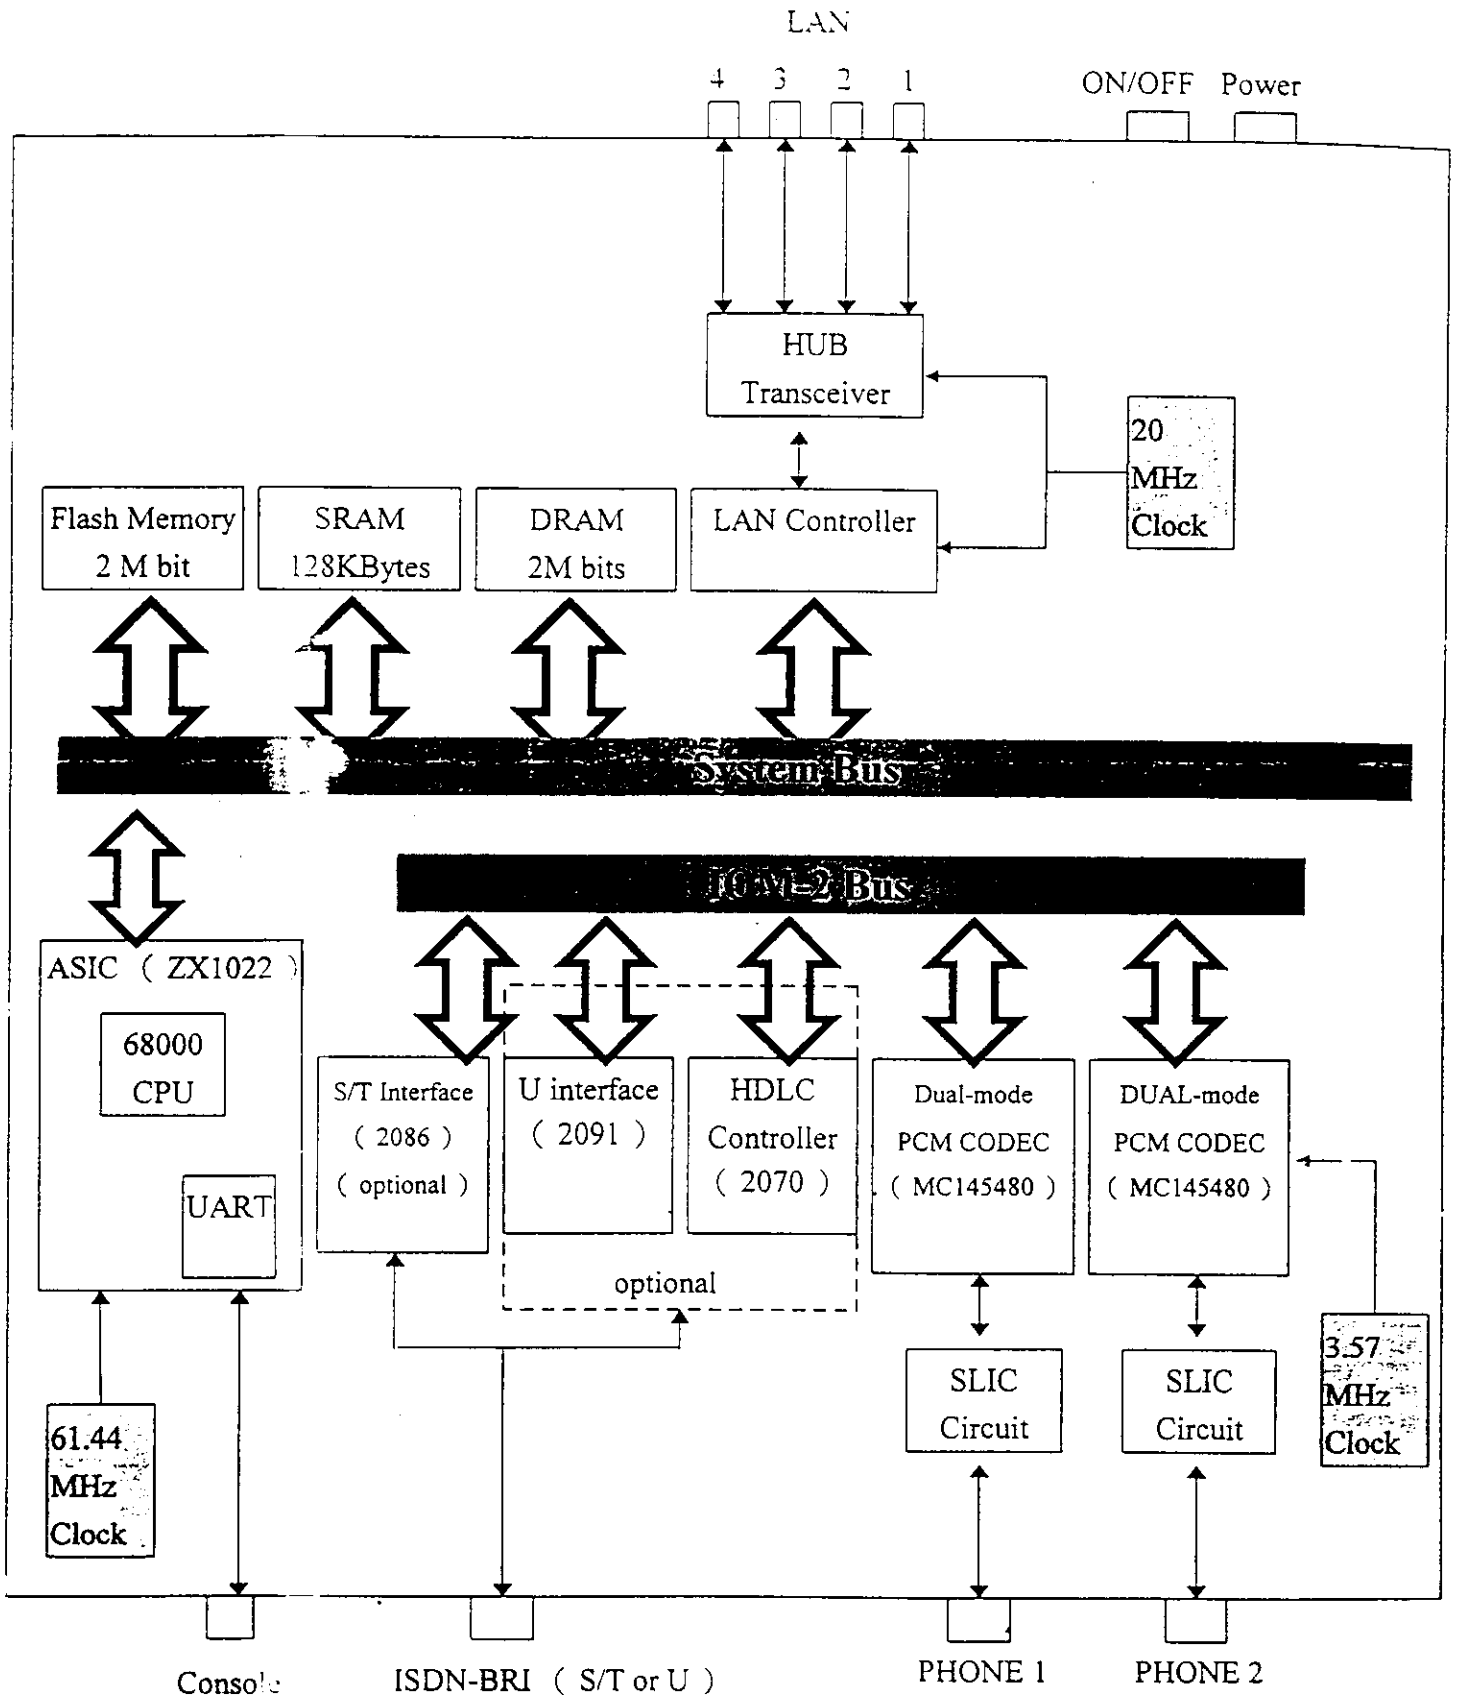 LAN
4 3 2 1
ON/OFF Power
HUB
Transceiver
20
MHz
Clock
Flash Memory
2 M bit
SRAM
128KBytes
DRAM
2M bits
LAN Controller
System Bus
IOM-2 Bus
ASIC ( ZX1022 )
68000
CPU
UART
S/T Interface
( 2086 )
( optional )
U interface
( 2091 )
HDLC
Controller
( 2070 )
optional
Dual-mode
PCM CODEC
( MC145480 )
DUAL-mode
PCM CODEC
( MC145480 )
SLIC
Circuit
SLIC
Circuit
3.57
MHz
Clock
61.44
MHz
Clock
Console
ISDN-BRI ( S/T or U )
PHONE 1
PHONE 2